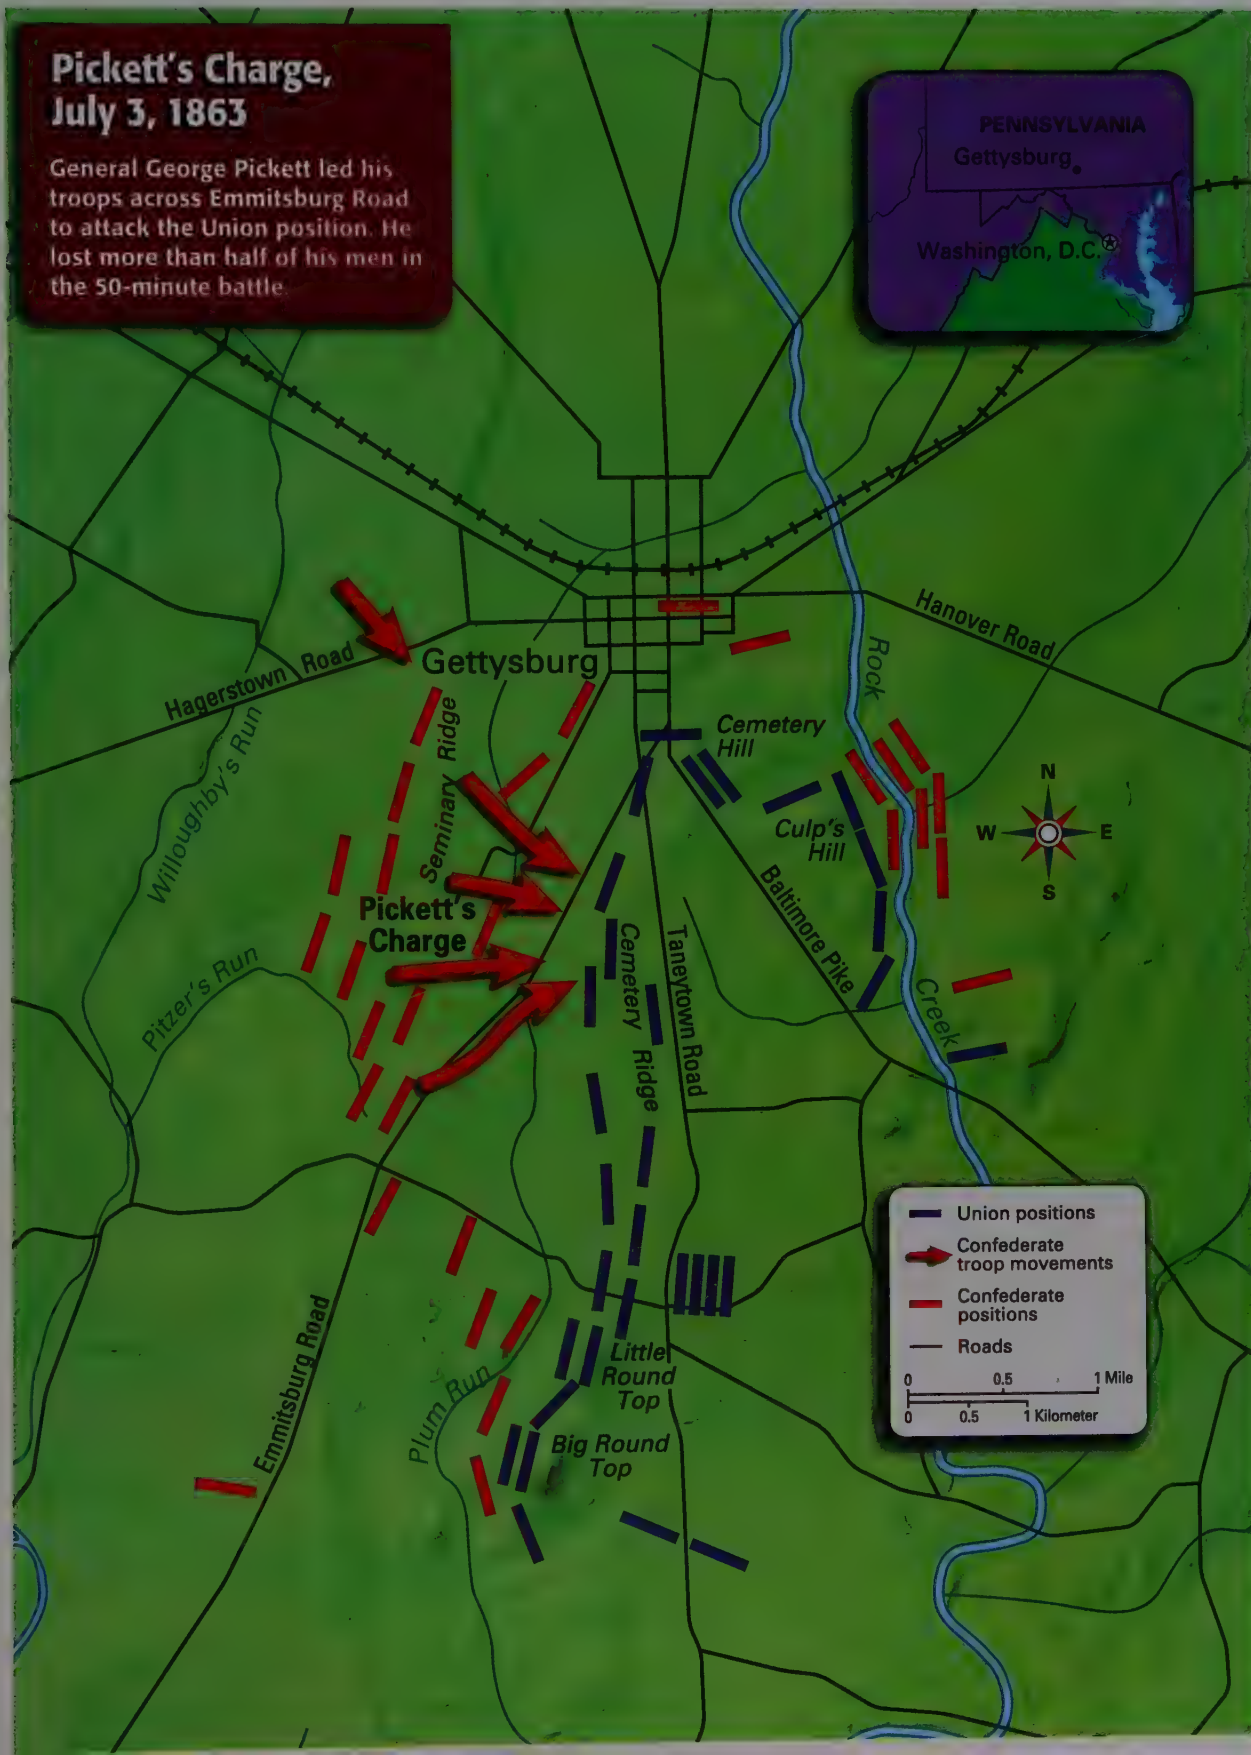 Pickett's Charge,
July 3, 1863
General George Pickett led his
troops across Emmitsburg Road
to attack the Union position. He
lost more than half of his men in
the 50-minute battle.
PENNSYLVANIA
Gettysburg
Washington, D.C.
Hanover Road
Rock
Hagerstown Road
Gettysburg
Seminary Ridge
Willoughby's Run
Cemetery
Hill
Culp's
Hill
N
W
E
S
Pickett's
Charge
Baltimore Pike
Cemetery Ridge
Taneytown Road
Pitzer's Run
Creek
Union positions
Confederate
troop movements
Confederate
positions
Roads
0 0.5 1 Mile
0 0.5 1 Kilometer
Emmitsburg Road
Plum Run
Little
Round
Top
Big Round
Top